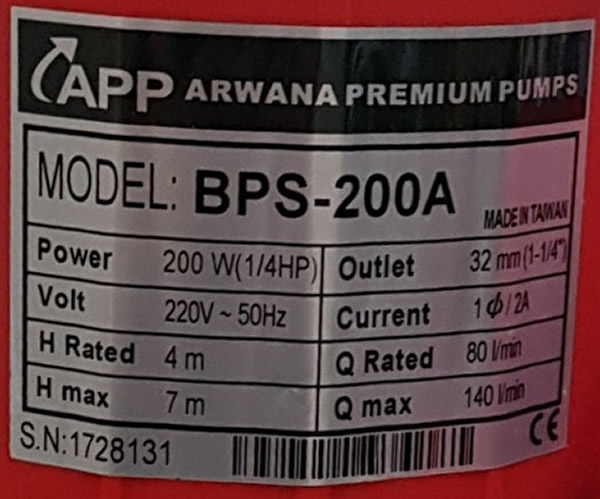 APP ARWANA PREMIUM PUMPS
MODEL: BPS-200A
MADE IN TAIWAN
Power 200 W(1/4HP) Outlet 32 mm (1-1/4")
Volt 220V ~ 50Hz Current 1 ϕ / 2A
H Rated 4 m Q Rated 80 l/min
H max 7 m Q max 140 l/min
S.N:1728131 CE